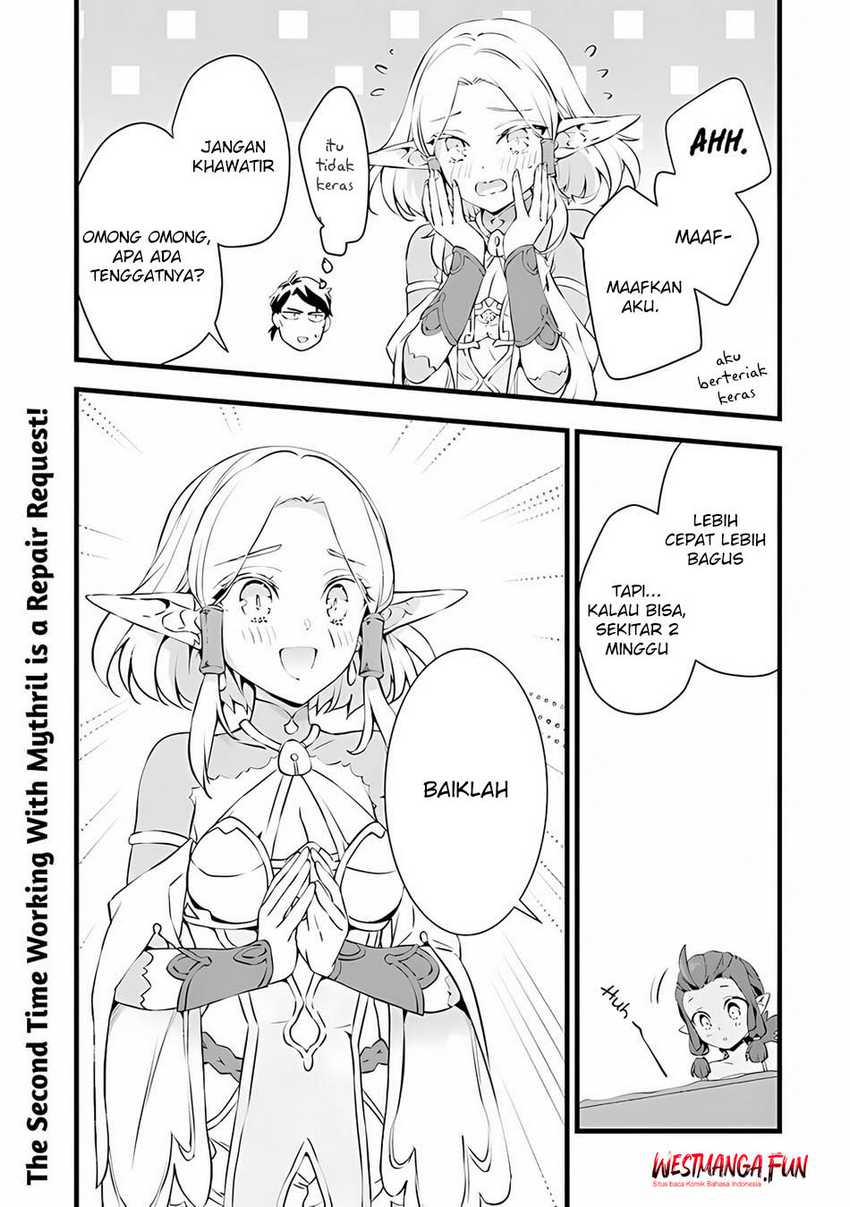 AHH.
MAAF-
MAAFKAN
AKU.
aku
berteriak
keras
itu
tidak
keras
JANGAN
KHAWATIR
OMONG OMONG,
APA ADA
TENGGATNYA?
LEBIH
CEPAT LEBIH
BAGUS
TAPI...
KALAU BISA,
SEKITAR 2
MINGGU
Huh
BAIKLAH
The Second Time Working With Mythril is a Repair Request!
WESTMANGA.FUN
Situs baca Komik Bahasa Indonesia